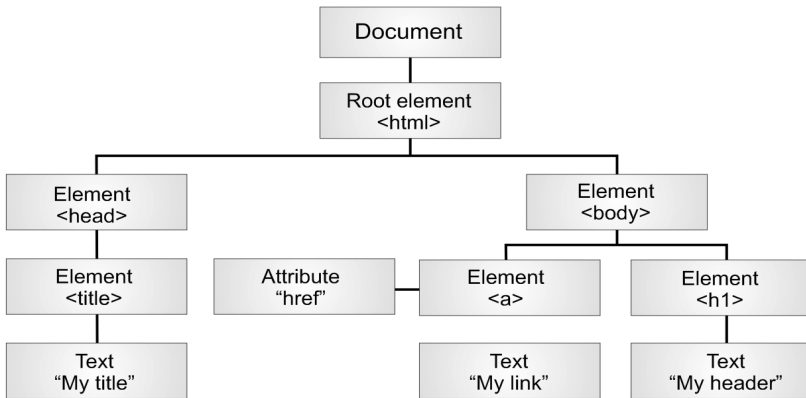 Document
Root element
<html>
Element
<head>
Element
<body>
Element
<title>
Attribute
“href”
Element
<a>
Element
<h1>
Text
“My title”
Text
“My link”
Text
“My header”